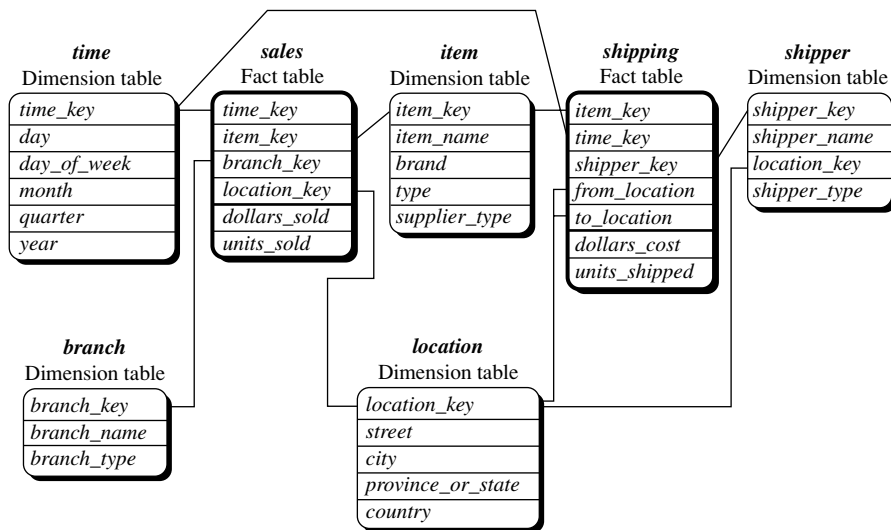 time
Dimension table
time_key
day
day_of_week
month
quarter
year
sales
Fact table
time_key
item_key
branch_key
location_key
dollars_sold
units_sold
item
Dimension table
item_key
item_name
brand
type
supplier_type
shipping
Fact table
item_key
time_key
shipper_key
from_location
to_location
dollars_cost
units_shipped
shipper
Dimension table
shipper_key
shipper_name
location_key
shipper_type
branch
Dimension table
branch_key
branch_name
branch_type
location
Dimension table
location_key
street
city
province_or_state
country